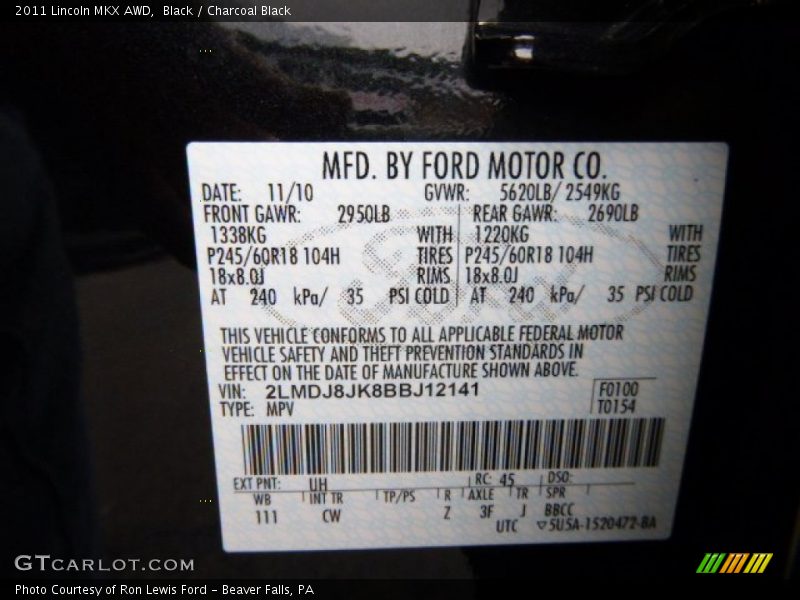 2011 Lincoln MKX AWD,  Black / Charcoal Black
MFD. BY FORD MOTOR CO.
DATE: 11/10 GVWR: 5620LB/ 2549KG
FRONT GAWR: 2950LB REAR GAWR: 2690LB
1338KG WITH 1220KG WITH
P245/60R18 104H TIRES P245/60R18 104H TIRES
18x8.0J RIMS 18x8.0J RIMS
AT 240 kPa/ 35 PSI COLD AT 240 kPa/ 35 PSI COLD
THIS VEHICLE CONFORMS TO ALL APPLICABLE FEDERAL MOTOR
VEHICLE SAFETY AND THEFT PREVENTION STANDARDS IN
EFFECT ON THE DATE OF MANUFACTURE SHOWN ABOVE.
VIN: 2LMDJ8JK8BBJ12141 F0100
TYPE: MPV T0154
EXT PNT: UH RC: 45 DSO:
WB INT TR TP/PS R AXLE TR SPR
111 CW Z 3F J BBCC
UTC ▽5U5A-1520472-BA
GTCARLOT.COM
Photo Courtesy of Ron Lewis Ford – Beaver Falls, PA